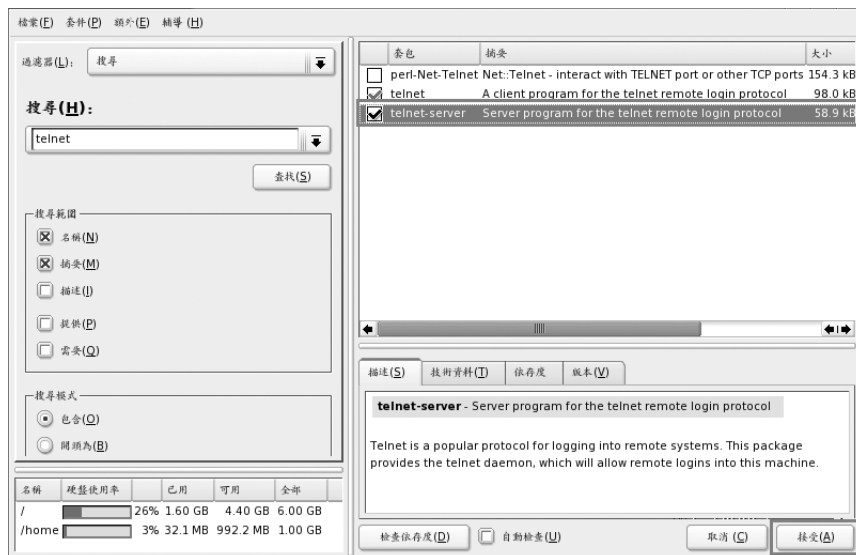 檔案(F) 套件(P) 額外(E) 輔導 (H)
過濾器(L): 搜尋
搜尋(H):
telnet
查找(S)
搜尋範圍
名稱(N)
摘要(M)
描述(I)
提供(P)
需要(Q)
搜尋模式
包含(O)
開頭為(B)
名稱 硬盤使用率 已用 可用 全部
/ 26% 1.60 GB 4.40 GB 6.00 GB
/home 3% 32.1 MB 992.2 MB 1.00 GB
套包 摘要 大小
perl-Net-Telnet Net::Telnet - interact with TELNET port or other TCP ports 154.3 kB
telnet A client program for the telnet remote login protocol 98.0 kB
telnet-server Server program for the telnet remote login protocol 58.9 kB
描述(S) 技術資料(T) 依存度 版本(V)
telnet-server - Server program for the telnet remote login protocol
Telnet is a popular protocol for logging into remote systems. This package
provides the telnet daemon, which will allow remote logins into this machine.
檢查依存度(D) 自動檢查(U) 取消 (C) 接受(A)